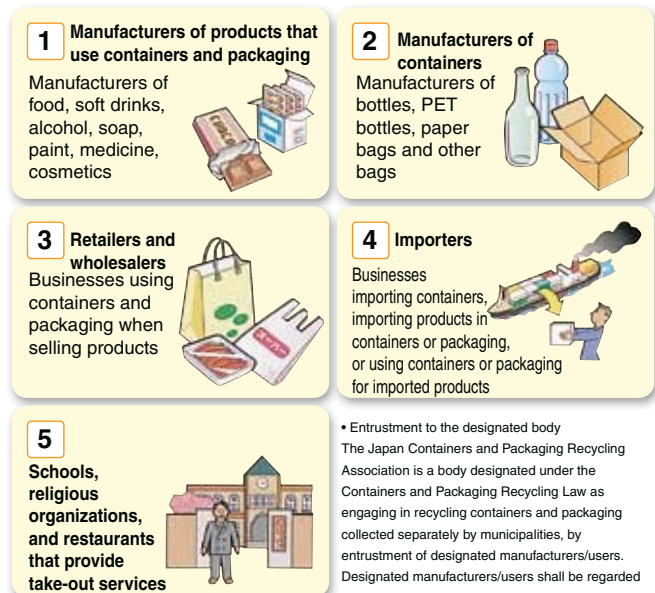 1
Manufacturers of products that
use containers and packaging
Manufacturers of
food, soft drinks,
alcohol, soap,
paint, medicine,
cosmetics
CHOCO
2
Manufacturers of
containers
Manufacturers of
bottles, PET
bottles, paper
bags and other
bags
3
Retailers and
wholesalers
Businesses using
containers and
packaging when
selling products
スーパー
4
Importers
Businesses
importing containers,
importing products in
containers or packaging,
or using containers or packaging
for imported products
5
Schools,
religious
organizations,
and restaurants
that provide
take-out services
• Entrustment to the designated body
The Japan Containers and Packaging Recycling
Association is a body designated under the
Containers and Packaging Recycling Law as
engaging in recycling containers and packaging
collected separately by municipalities, by
entrustment of designated manufacturers/users.
Designated manufacturers/users shall be regarded